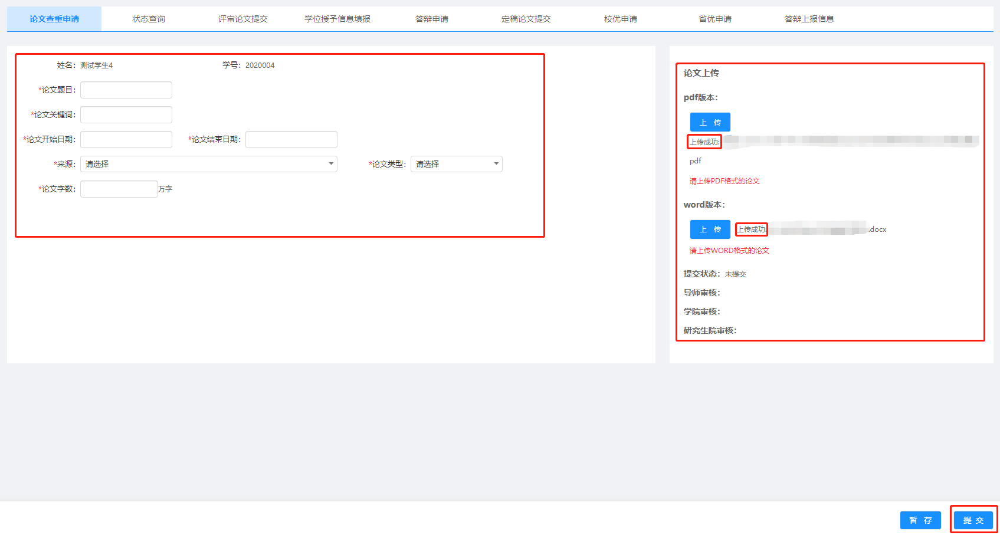 论文查重申请 状态查询 评审论文提交 学位授予信息填报 答辩申请 定稿论文提交 校优申请 省优申请 答辩上报信息
姓名： 测试学生4 学号： 2020004
*论文题目：
*论文关键词：
*论文开始日期： *论文结束日期：
*来源： 请选择 *论文类型： 请选择
*论文字数： 万字
论文上传
pdf版本：
上 传
上传成功:
pdf
请上传PDF格式的论文
word版本：
上 传 上传成功: .docx
请上传WORD格式的论文
提交状态： 未提交
导师审核：
学院审核：
研究生院审核：
暂 存 提 交